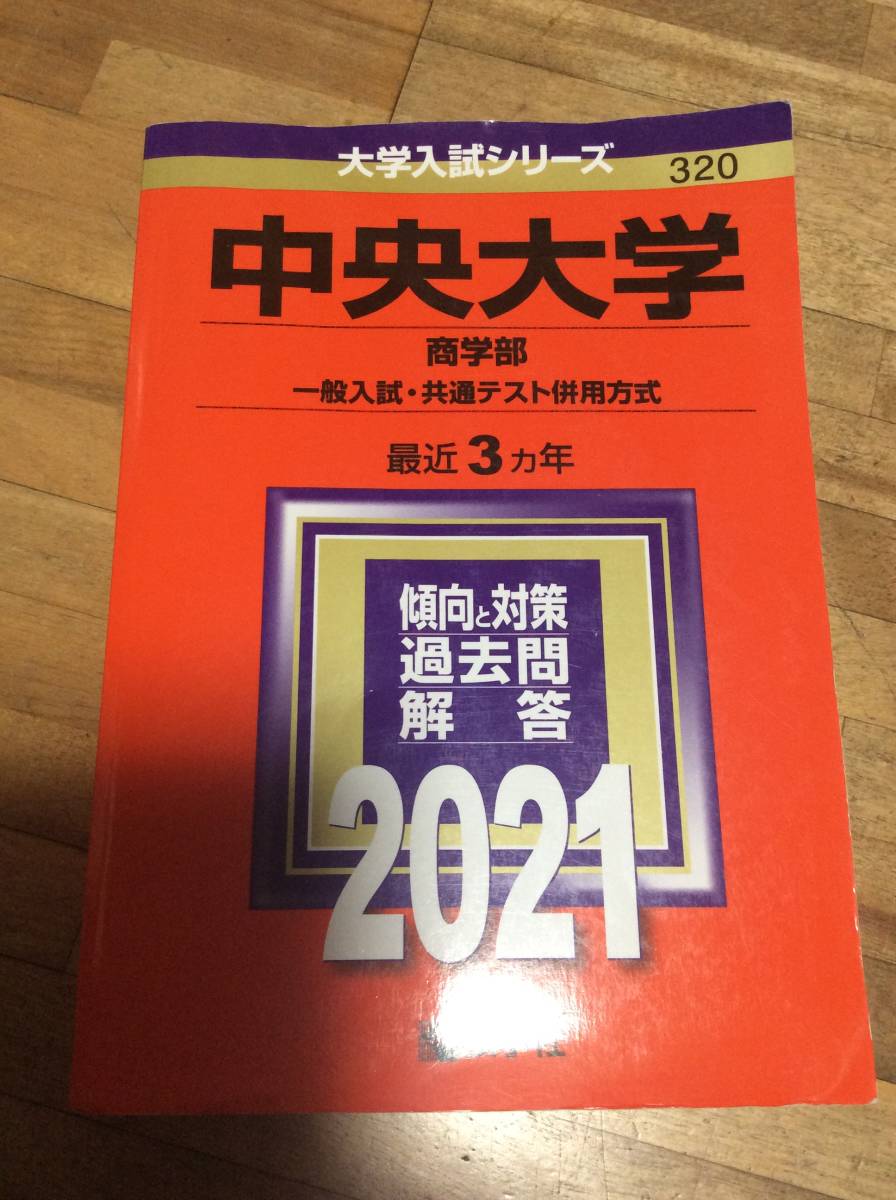 大学入試シリーズ
320
中央大学
商学部
一般入試・共通テスト併用方式
最近3カ年
傾向と対策
過去問
解答
2021